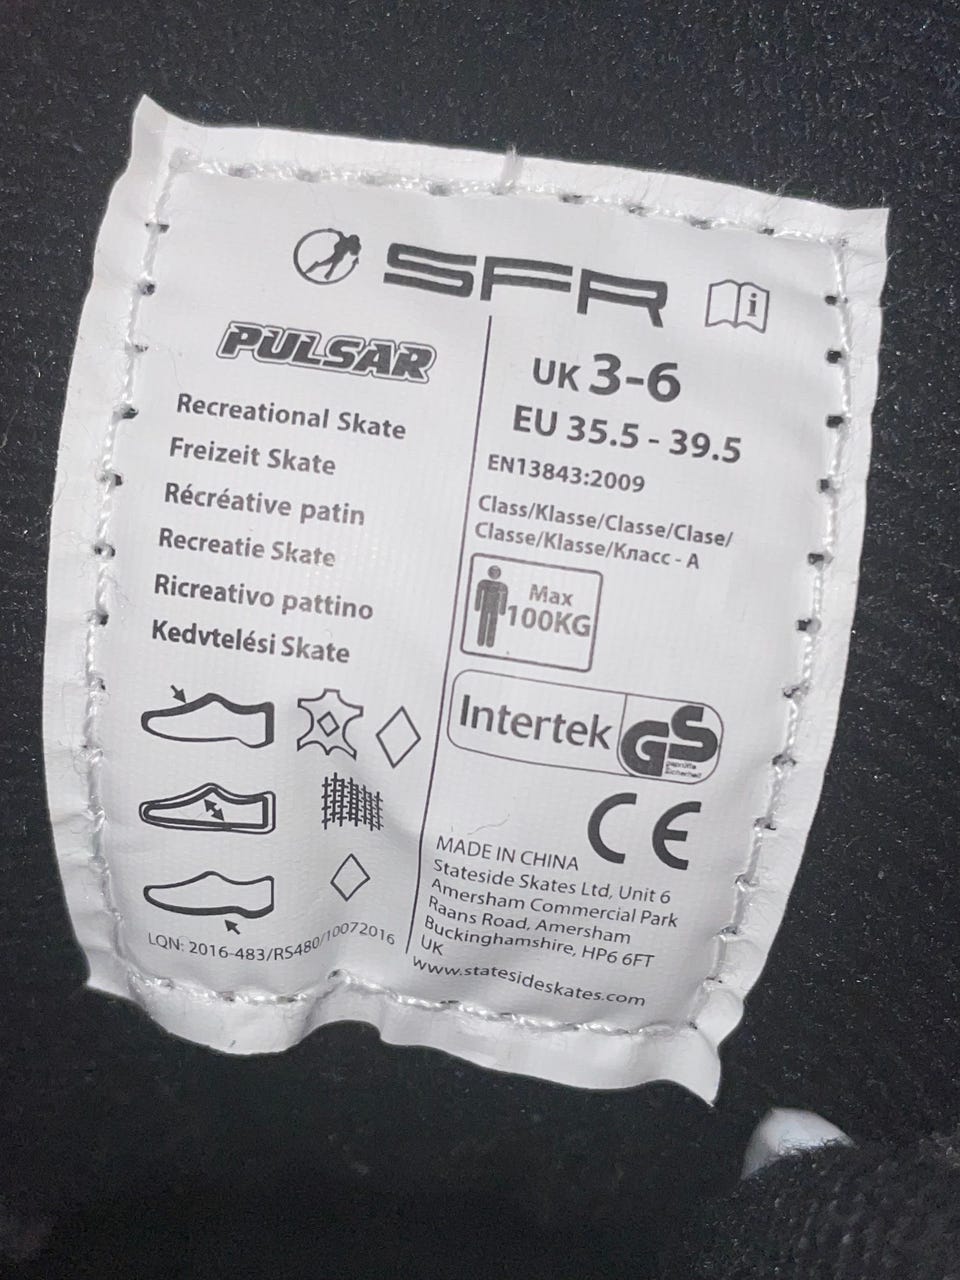 SFR
i
PULSAR
Recreational Skate
Freizeit Skate
Récréative patin
Recreatie Skate
Ricreativo pattino
Kedvtelési Skate
LQN: 2016-483/RS480/10072016
UK 3-6
EU 35.5 - 39.5
EN13843:2009
Class/Klasse/Classe/Clase/
Classe/Klasse/Класс - A
Max
100KG
Intertek GS
geprüfte
Sicherheit
CE
MADE IN CHINA
Stateside Skates Ltd, Unit 6
Amersham Commercial Park
Raans Road, Amersham
Buckinghamshire, HP6 6FT
UK
www.statesideskates.com